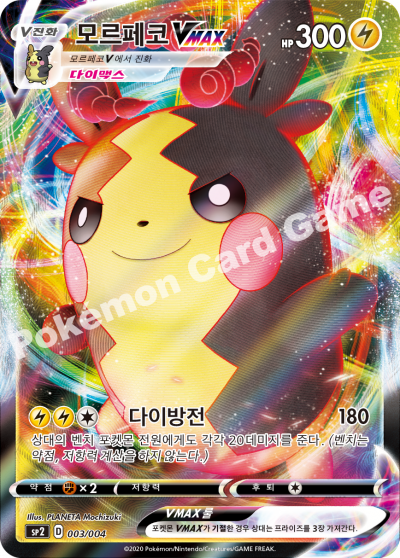 V진화
모르페코 VMAX
HP 300
모르페코V에서 진화
다이맥스
Pokémon Card Game
다이방전 180
상대의 벤치 포켓몬 전원에게도 각각 20데미지를 준다. (벤치는
약점, 저항력 계산을 하지 않는다.)
약점 ×2 저항력 후퇴
Illus. PLANETA Mochizuki
VMAX 룰
sp2 D 003/004
포켓몬 VMAX가 기절한 경우 상대는 프라이즈를 3장 가져간다.
©2020 Pokémon/Nintendo/Creatures/GAME FREAK.